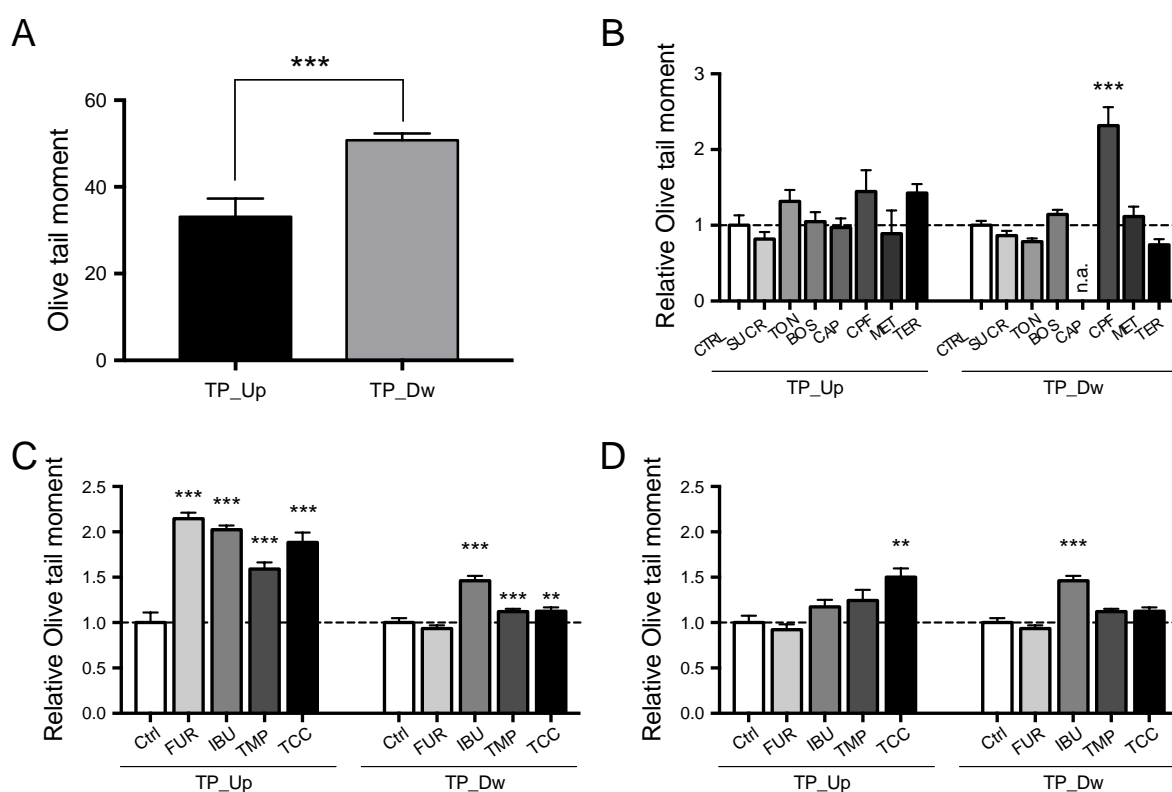 A
Olive tail moment
60
40
20
0
***
TP_Up
TP_Dw
B
Relative Olive tail moment
3
2
1
0
***
n.a.
CTRL SUCR TON BOS CAP CPF MET TER
CTRL SUCR TON BOS CAP CPF MET TER
TP_Up
TP_Dw
C
Relative Olive tail moment
2.5
2.0
1.5
1.0
0.5
0.0
*** *** *** ***
*** *** **
Ctrl FUR IBU TMP TCC
Ctrl FUR IBU TMP TCC
TP_Up
TP_Dw
D
Relative Olive tail moment
2.5
2.0
1.5
1.0
0.5
0.0
**
***
Ctrl FUR IBU TMP TCC
Ctrl FUR IBU TMP TCC
TP_Up
TP_Dw